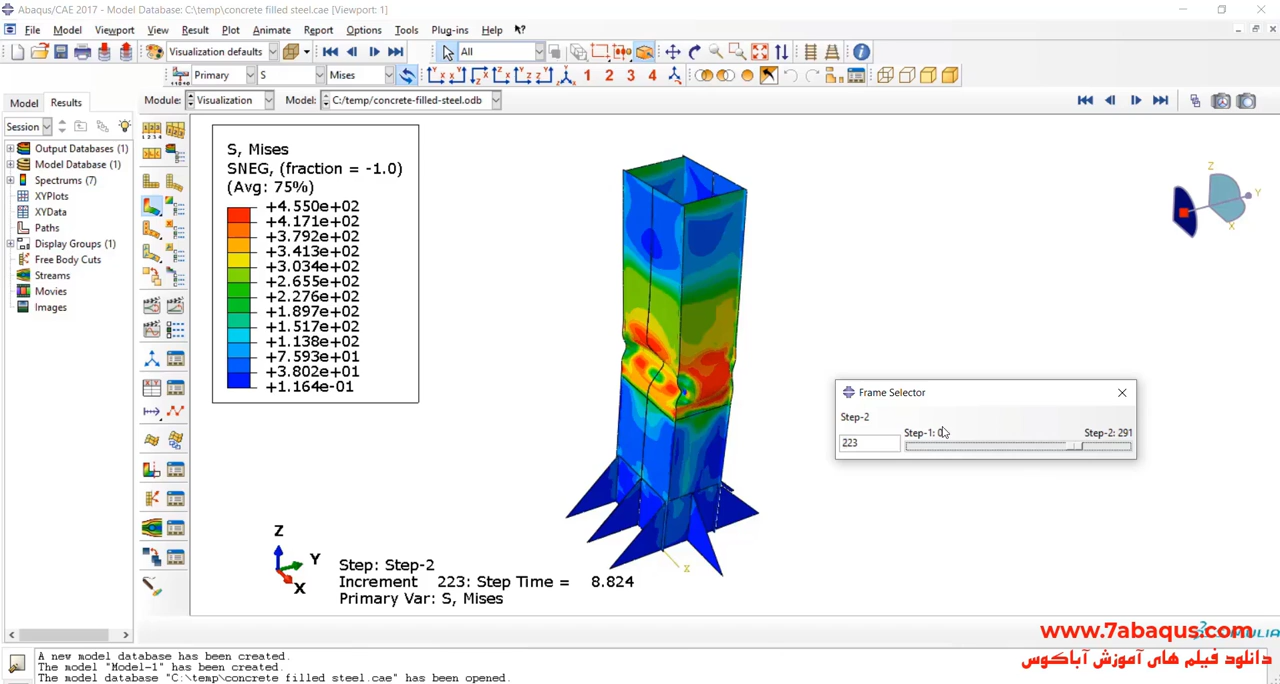 Abaqus/CAE 2017 - Model Database: C:\temp\concrete filled steel.cae [Viewport: 1]
File Model Viewport View Result Plot Animate Report Options Tools Plug-ins Help
Visualization defaults All
Primary S Mises 1 2 3 4
Model Results Module: Visualization Model: C:/temp/concrete-filled-steel.odb
Session
Output Databases (1)
Model Database (1)
Spectrums (7)
XYPlots
XYData
Paths
Display Groups (1)
Free Body Cuts
Streams
Movies
Images
S, Mises
SNEG, (fraction = -1.0)
(Avg: 75%)
+4.550e+02
+4.171e+02
+3.792e+02
+3.413e+02
+3.034e+02
+2.655e+02
+2.276e+02
+1.897e+02
+1.517e+02
+1.138e+02
+7.593e+01
+3.802e+01
+1.164e-01
Z
Y
X
Frame Selector
Step-2
Step-1: 0 Step-2: 291
223
Z
Y
X
X
Step: Step-2
Increment 223: Step Time = 8.824
Primary Var: S, Mises
www.7abaqus.com
دانلود فیلم های آموزش آباکوس
A new model database has been created.
The model "Model-1" has been created.
The model database "C:\temp\concrete filled steel.cae" has been opened.